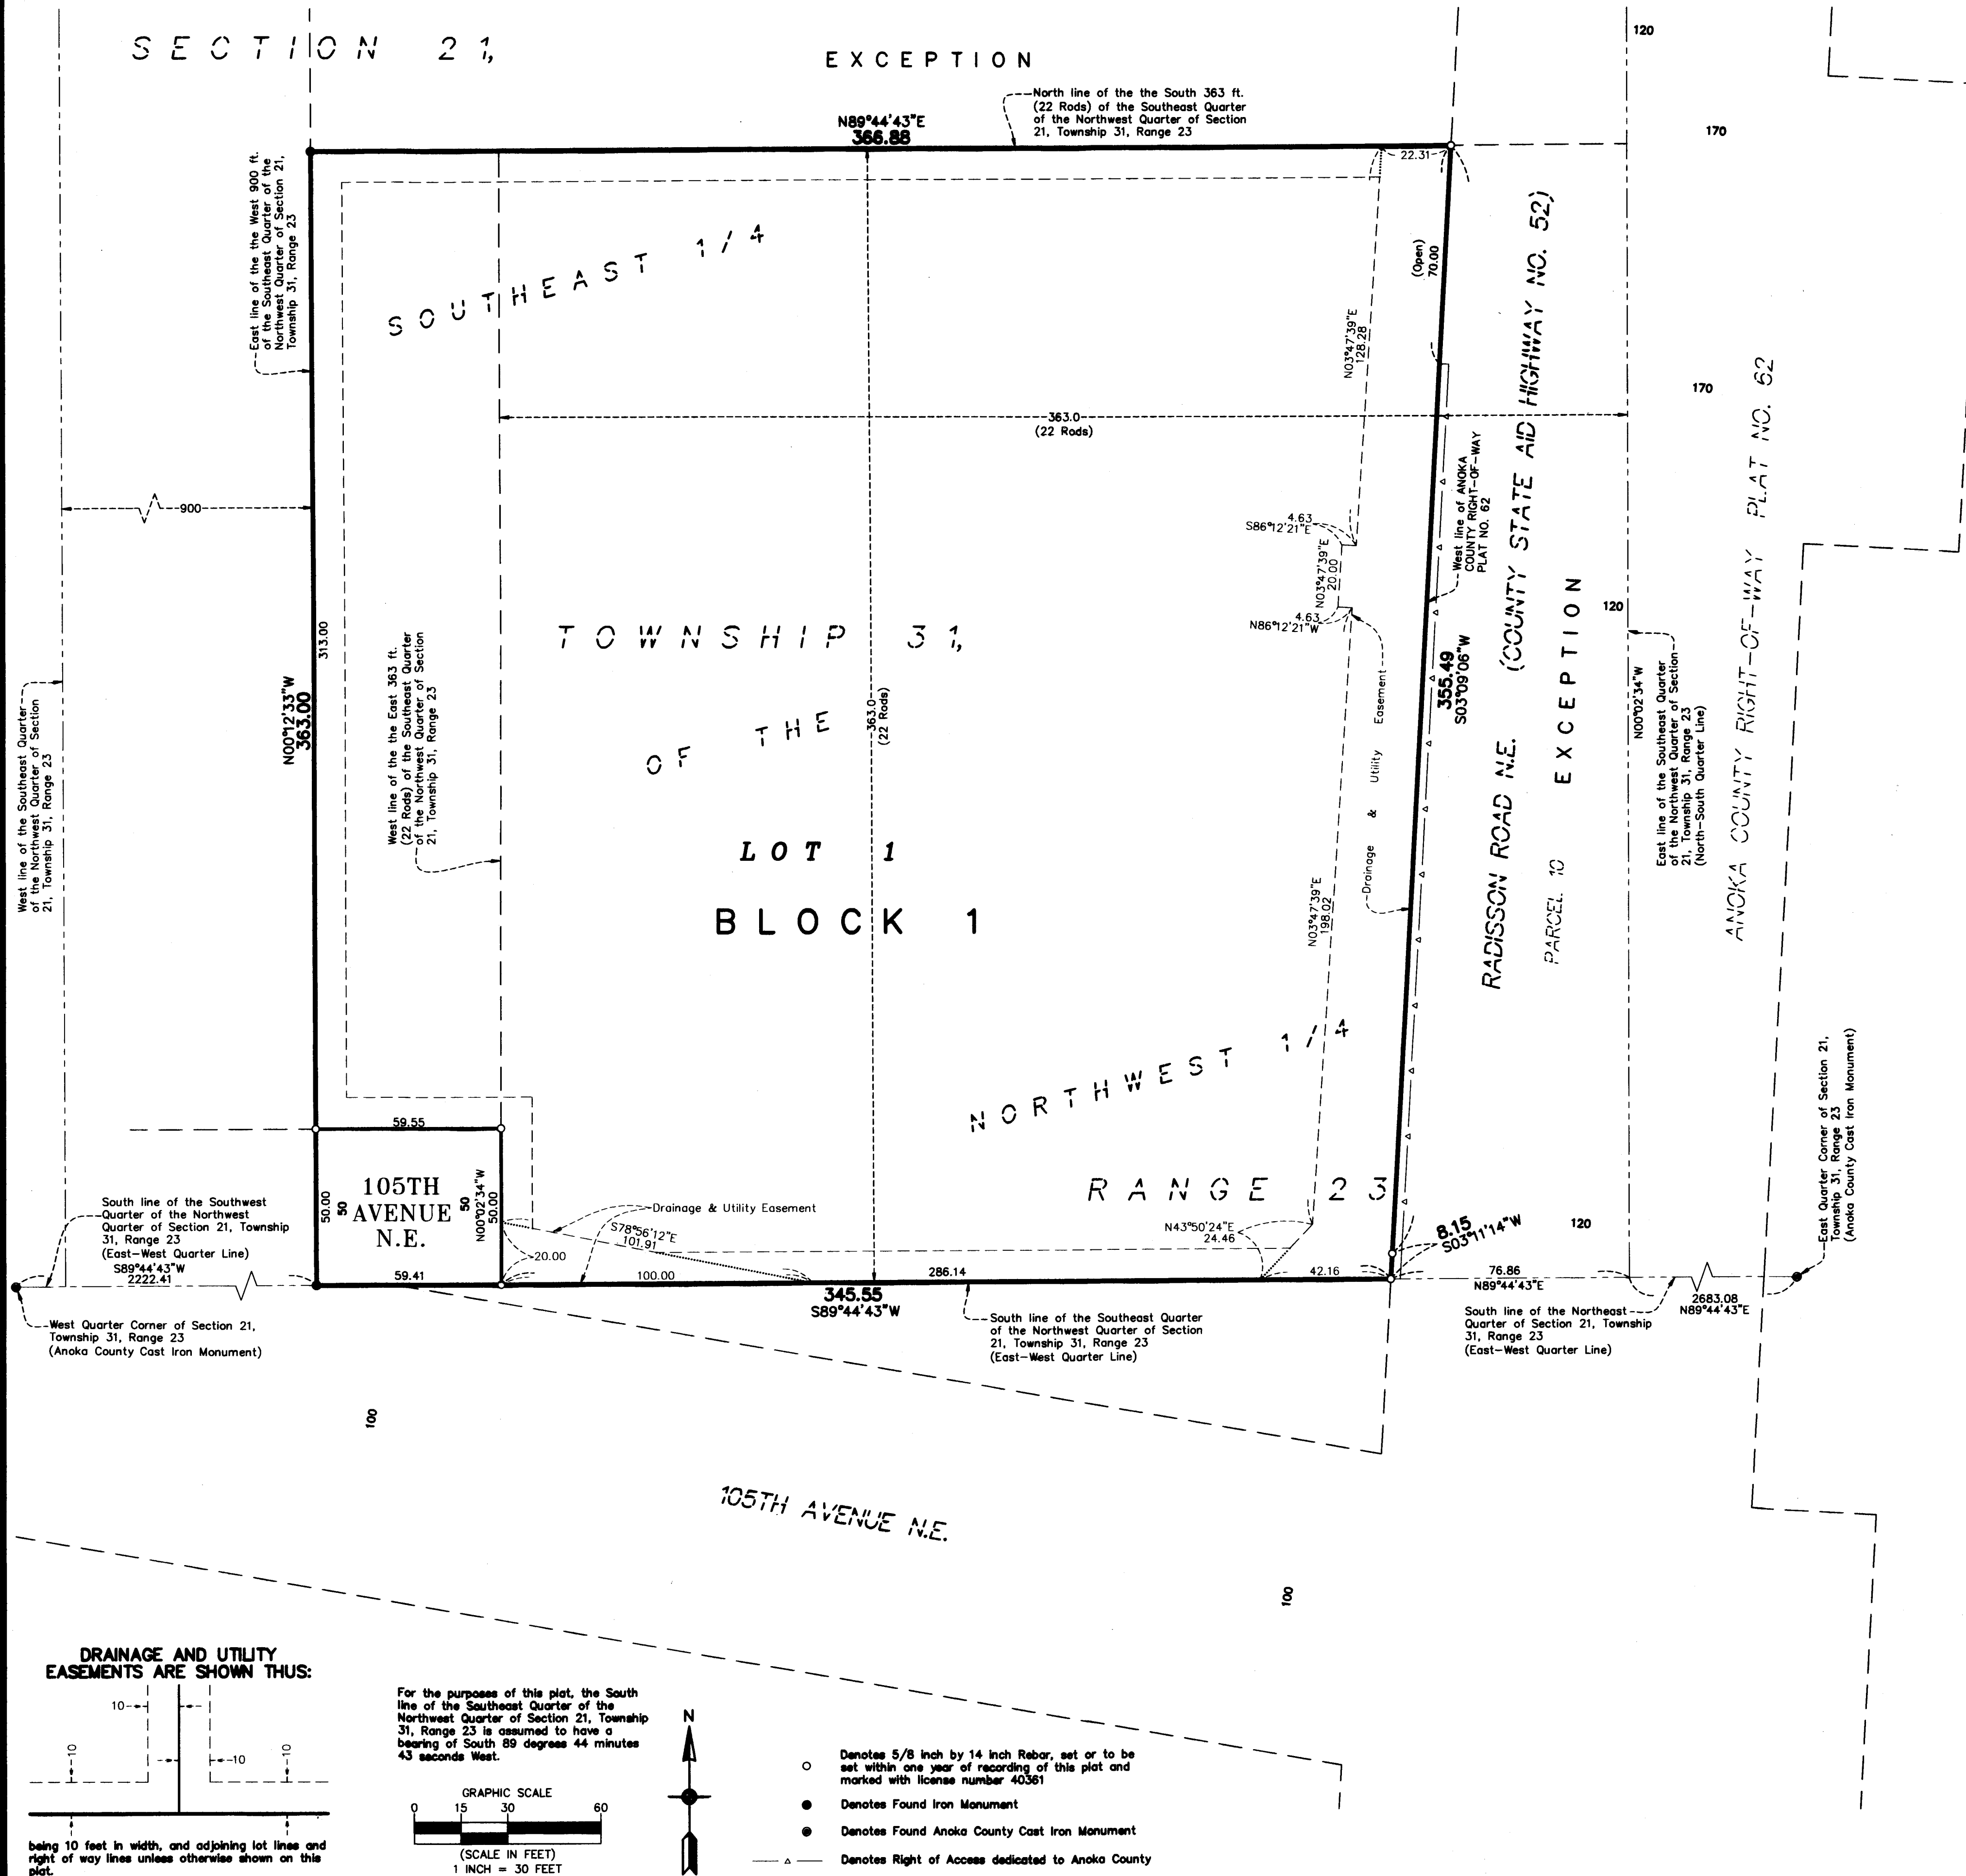 SECTION 21,
EXCEPTION
120
170
North line of the the South 363 ft.
(22 Rods) of the Southeast Quarter
of the Northwest Quarter of Section
21, Township 31, Range 23
N89°44'43"E
366.88
22.31
East line of the the West 900 ft.
of the Southeast Quarter of the
Northwest Quarter of Section 21,
Township 31, Range 23
SOUTHEAST 1/4
(Open)
70.00
N03°47'39"E
128.28
363.0
(22 Rods)
170
900
4.63
S86°12'21"E
N03°47'39"E
20.00
4.63
N86°12'21"W
West line of ANOKA
COUNTY RIGHT-OF-WAY
PLAT NO. 62
RADISSON ROAD N.E. (COUNTY STATE AID HIGHWAY NO. 52)
PARCEL 10
EXCEPTION
120
ANOKA COUNTY RIGHT-OF-WAY PLAT NO. 62
313.00
N00°12'33"W
363.00
TOWNSHIP 31,
West line of the the East 363 ft.
(22 Rods) of the Southeast Quarter
of the Northwest Quarter of Section
21, Township 31, Range 23
West line of the Southeast Quarter
of the Northwest Quarter of Section
21, Township 31, Range 23
OF THE
363.0
(22 Rods)
Drainage & Utility Easement
355.49
S03°09'06"W
N00°02'34"W
East line of the Southeast Quarter
of the Northwest Quarter of Section
21, Township 31, Range 23
(North-South Quarter Line)
LOT 1
BLOCK 1
N03°47'39"E
198.02
NORTHWEST 1/4
RANGE 23
East Quarter Corner of Section 21,
Township 31, Range 23
(Anoka County Cast Iron Monument)
59.55
105TH
AVENUE
N.E.
50.00
50
50
N00°02'34"W
50.00
59.41
South line of the Southwest
Quarter of the Northwest
Quarter of Section 21, Township
31, Range 23
(East-West Quarter Line)
S89°44'43"W
2222.41
West Quarter Corner of Section 21,
Township 31, Range 23
(Anoka County Cast Iron Monument)
Drainage & Utility Easement
S78°56'12"E
101.91
20.00
100.00
286.14
N43°50'24"E
24.46
42.16
8.15
S03°11'14"W
120
76.86
N89°44'43"E
2683.08
N89°44'43"E
345.55
S89°44'43"W
South line of the Southeast Quarter
of the Northwest Quarter of Section
21, Township 31, Range 23
(East-West Quarter Line)
South line of the Northeast
Quarter of Section 21, Township
31, Range 23
(East-West Quarter Line)
100
105TH AVENUE N.E.
100
DRAINAGE AND UTILITY
EASEMENTS ARE SHOWN THUS:
10
10
10
10
being 10 feet in width, and adjoining lot lines and
right of way lines unless otherwise shown on this
plat.
For the purposes of this plat, the South
line of the Southeast Quarter of the
Northwest Quarter of Section 21, Township
31, Range 23 is assumed to have a
bearing of South 89 degrees 44 minutes
43 seconds West.
GRAPHIC SCALE
0 15 30 60
(SCALE IN FEET)
1 INCH = 30 FEET
N
Denotes 5/8 inch by 14 inch Rebar, set or to be
set within one year of recording of this plat and
marked with license number 40361
Denotes Found Iron Monument
Denotes Found Anoka County Cast Iron Monument
Denotes Right of Access dedicated to Anoka County